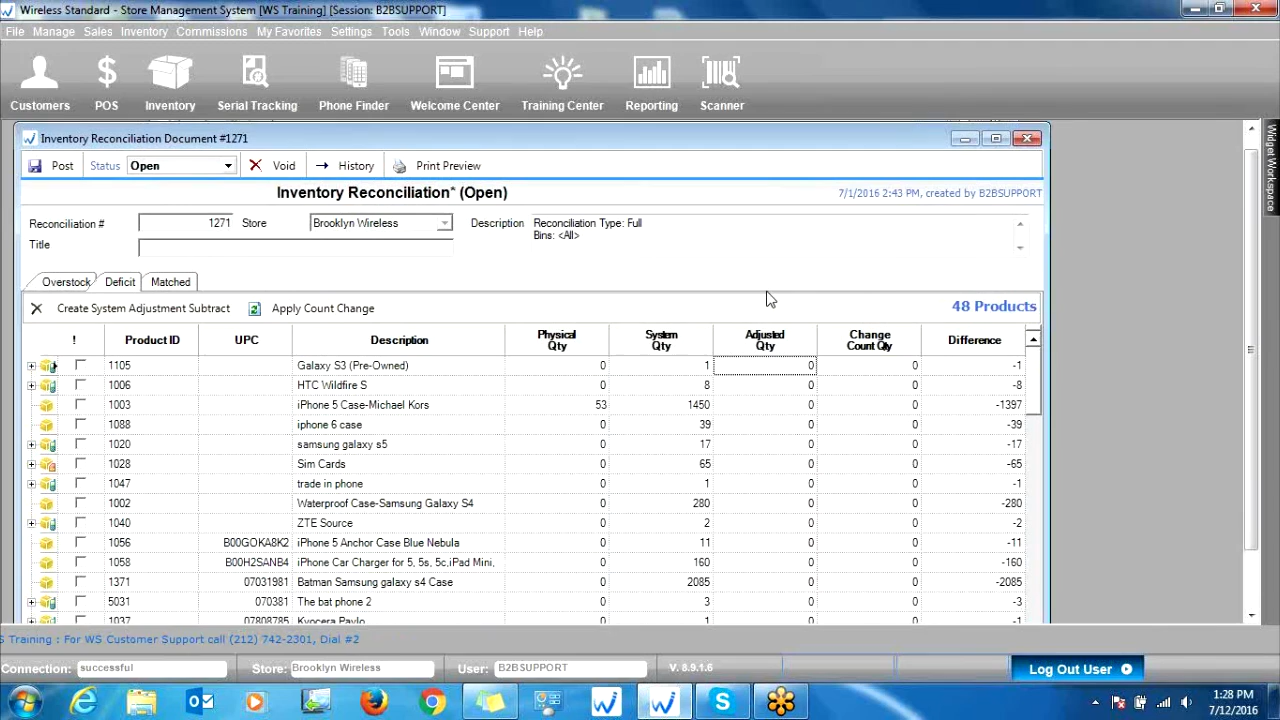 Wireless Standard - Store Management System [WS Training] [Session: B2BSUPPORT]
File Manage Sales Inventory Commissions My Favorites Settings Tools Window Support Help
Customers POS Inventory Serial Tracking Phone Finder Welcome Center Training Center Reporting Scanner
Widget Workspace
Inventory Reconciliation Document #1271
Post Status Open Void History Print Preview
Inventory Reconciliation* (Open) 7/1/2016 2:43 PM, created by B2BSUPPORT
Reconciliation # 1271 Store Brooklyn Wireless Description Reconciliation Type: Full
Bins: <All>
Title
Overstock Deficit Matched
Create System Adjustment Subtract Apply Count Change 48 Products
! Product ID UPC Description Physical Qty System Qty Adjusted Qty Change Count Qty Difference
1105 Galaxy S3 (Pre-Owned) 0 1 0 0 -1
1006 HTC Wildfire S 0 8 0 0 -8
1003 iPhone 5 Case-Michael Kors 53 1450 0 0 -1397
1088 iphone 6 case 0 39 0 0 -39
1020 samsung galaxy s5 0 17 0 0 -17
1028 Sim Cards 0 65 0 0 -65
1047 trade in phone 0 1 0 0 -1
1002 Waterproof Case-Samsung Galaxy S4 0 280 0 0 -280
1040 ZTE Source 0 2 0 0 -2
1056 B00GOKA8K2 iPhone 5 Anchor Case Blue Nebula 0 11 0 0 -11
1058 B00H2SANB4 iPhone Car Charger for 5, 5s, 5c,iPad Mini, 0 160 0 0 -160
1371 07031981 Batman Samsung galaxy s4 Case 0 2085 0 0 -2085
5031 070381 The bat phone 2 0 3 0 0 -3
1037 07808785 Kyocera 0 1 0 0 -1
S Training : For WS Customer Support call (212) 742-2301, Dial #2
Connection: successful Store: Brooklyn Wireless User: B2BSUPPORT V. 8.9.1.6 Log Out User
1:28 PM
7/12/2016